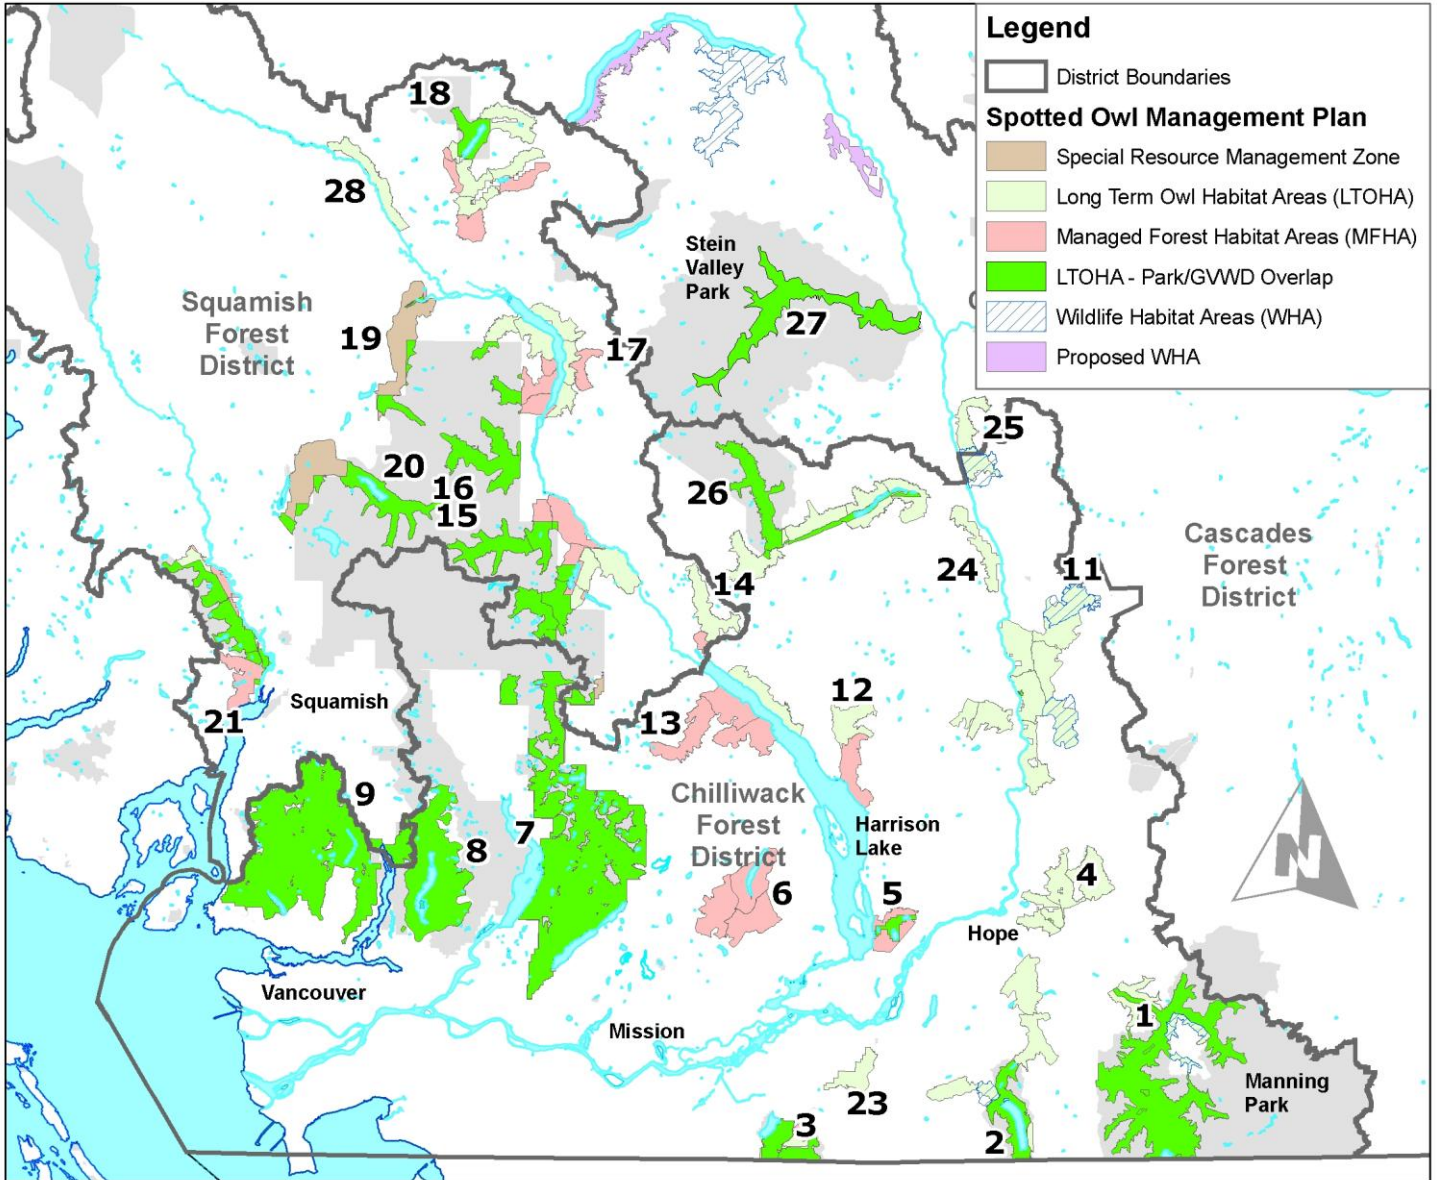 Legend
District Boundaries
Spotted Owl Management Plan
Special Resource Management Zone
Long Term Owl Habitat Areas (LTOHA)
Managed Forest Habitat Areas (MFHA)
LTOHA - Park/GVWD Overlap
Wildlife Habitat Areas (WHA)
Proposed WHA
18
28
Stein
Valley
Park
Squamish
Forest
District
19
27
17
25
20
16
15
26
Cascades
Forest
District
24
11
14
Squamish
21
12
13
9
Chilliwack
Forest
District
Harrison
Lake
7
8
6
5
4
N
Hope
Vancouver
Mission
1
Manning
Park
23
3
2